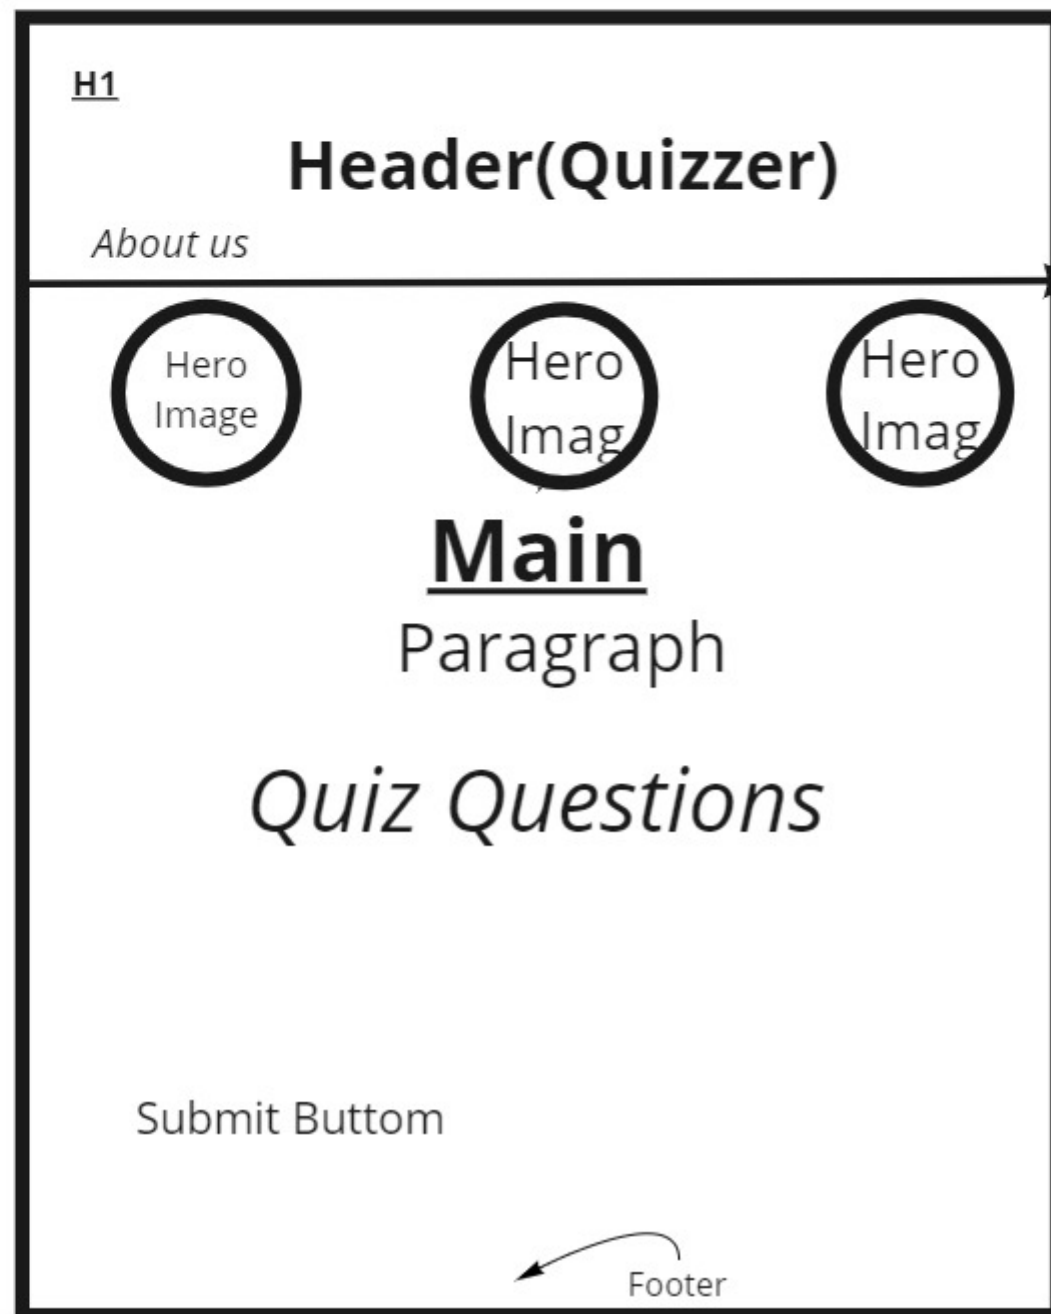 H1
Header(Quizzer)
About us
Hero
Image
Hero
Imag
Hero
Imag
Main
Paragraph
Quiz Questions
Submit Buttom
Footer